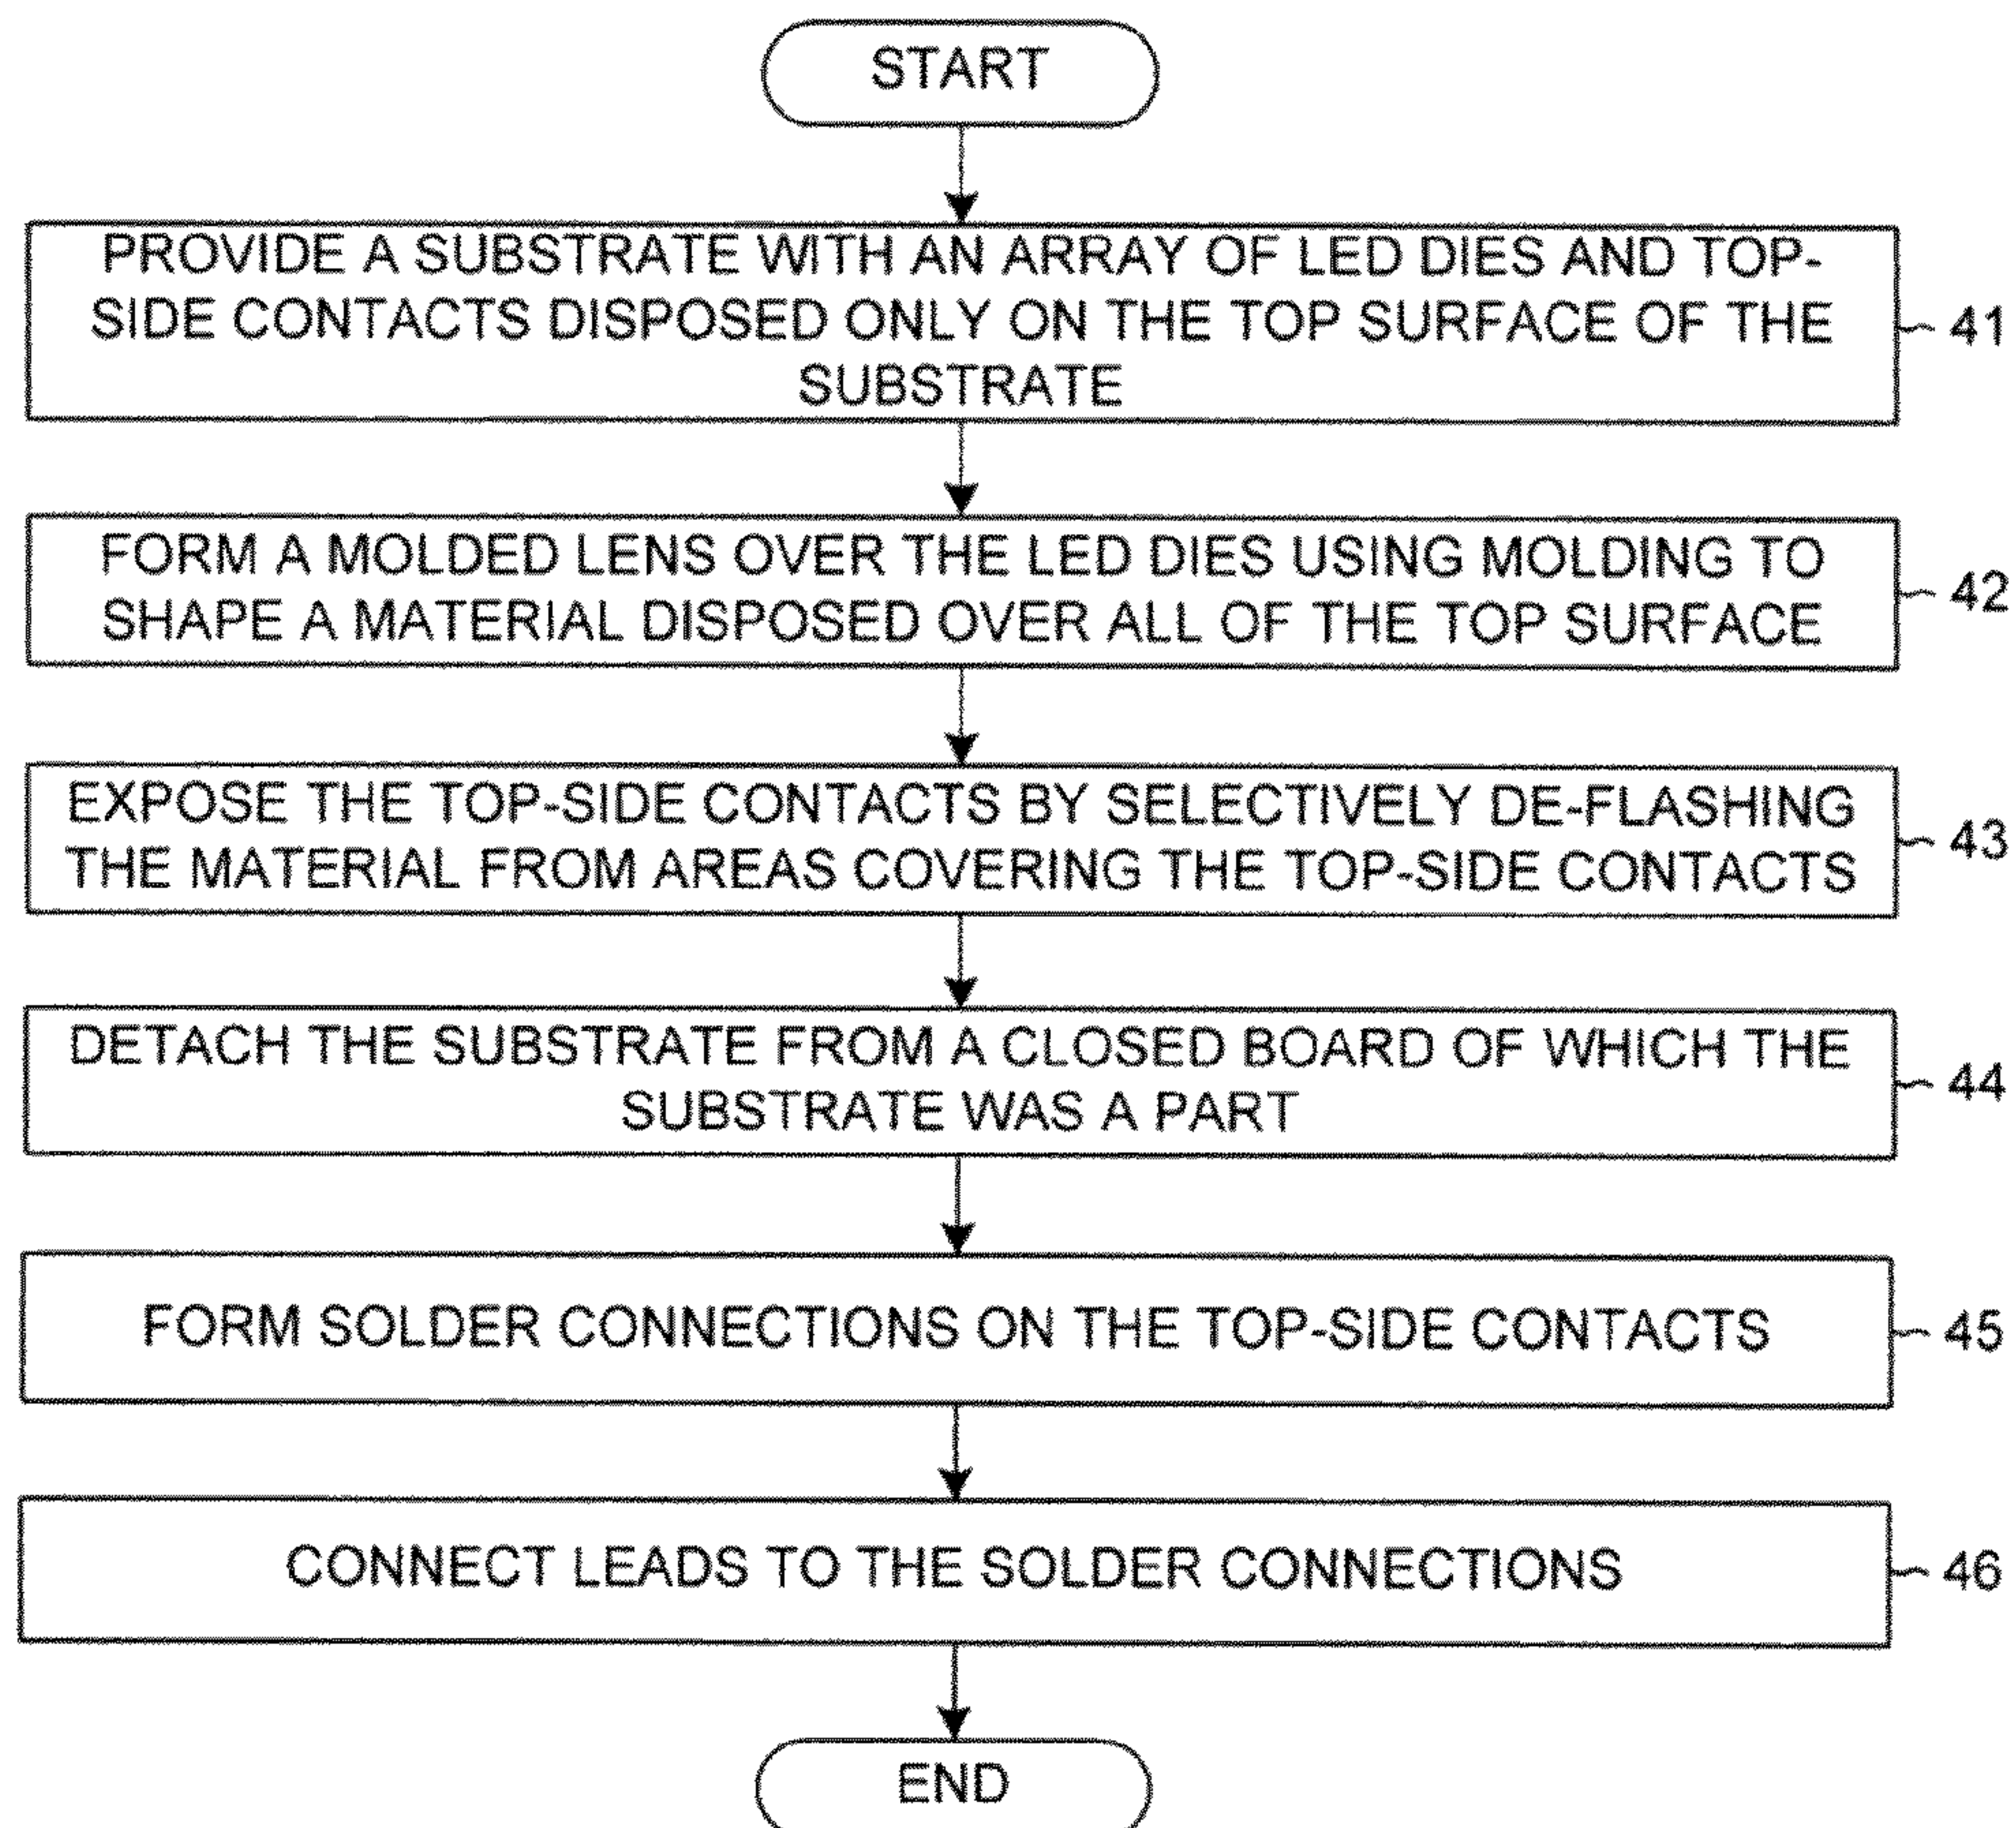 START
PROVIDE A SUBSTRATE WITH AN ARRAY OF LED DIES AND TOP-
SIDE CONTACTS DISPOSED ONLY ON THE TOP SURFACE OF THE
SUBSTRATE
41
FORM A MOLDED LENS OVER THE LED DIES USING MOLDING TO
SHAPE A MATERIAL DISPOSED OVER ALL OF THE TOP SURFACE
42
EXPOSE THE TOP-SIDE CONTACTS BY SELECTIVELY DE-FLASHING
THE MATERIAL FROM AREAS COVERING THE TOP-SIDE CONTACTS
43
DETACH THE SUBSTRATE FROM A CLOSED BOARD OF WHICH THE
SUBSTRATE WAS A PART
44
FORM SOLDER CONNECTIONS ON THE TOP-SIDE CONTACTS
45
CONNECT LEADS TO THE SOLDER CONNECTIONS
46
END